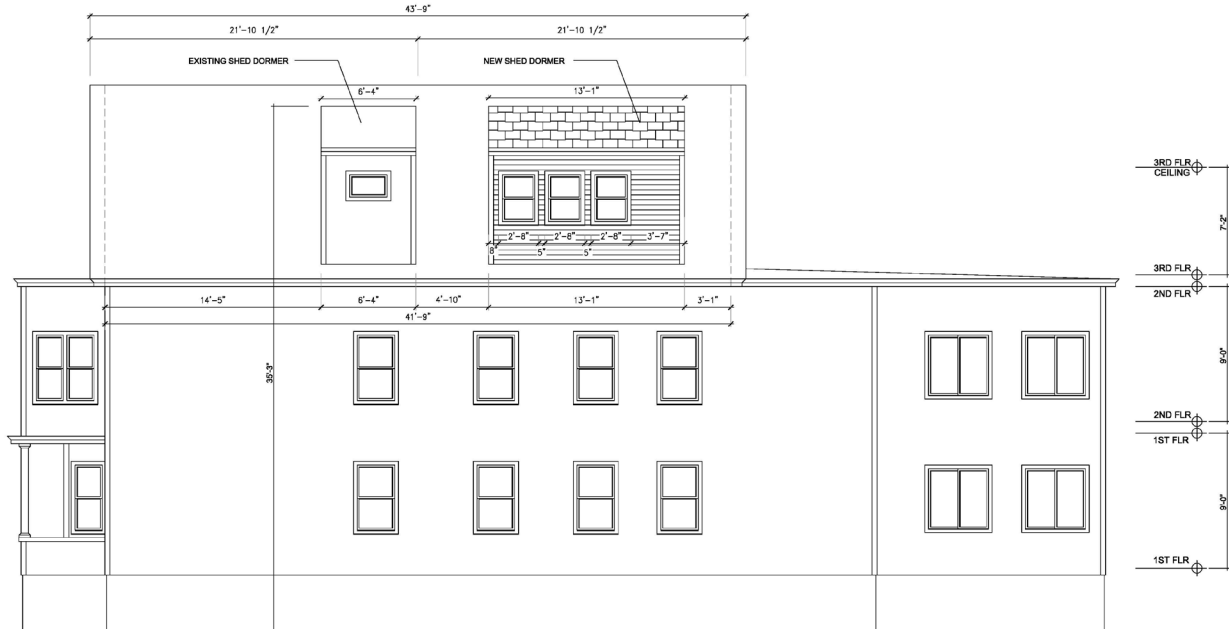 43'-9"
21'-10 1/2" 21'-10 1/2"
EXISTING SHED DORMER NEW SHED DORMER
6'-4" 13'-1"
3RD FLR
CEILING
7'-2"
2'-8" 2'-8" 2'-8" 3'-7"
8" 5" 5"
3RD FLR
2ND FLR
14'-5" 6'-4" 4'-10" 13'-1" 3'-1"
41'-9"
35'-3"
9'-0"
2ND FLR
1ST FLR
9'-0"
1ST FLR